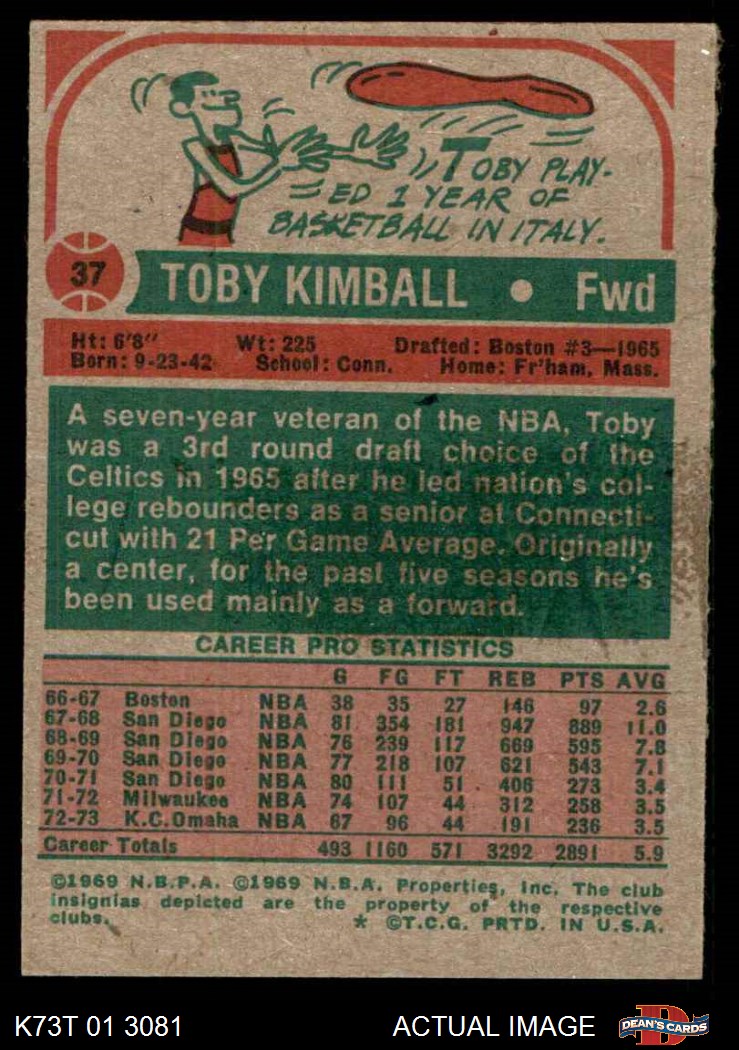 TOBY PLAY-
ED 1 YEAR OF
BASKETBALL IN ITALY.
37
TOBY KIMBALL • Fwd
Ht: 6'8" Wt: 225 Drafted: Boston #3—1965
Born: 9-23-42 School: Conn. Home: Fr'ham, Mass.
A seven-year veteran of the NBA, Toby
was a 3rd round draft choice of the
Celtics in 1965 after he led nation's col-
lege rebounders as a senior at Connecti-
cut with 21 Per Game Average. Originally
a center, for the past five seasons he's
been used mainly as a forward.
CAREER PRO STATISTICS
G FG FT REB PTS AVG
66-67 Boston NBA 38 35 27 146 97 2.6
67-68 San Diego NBA 81 354 181 947 889 11.0
68-69 San Diego NBA 76 239 117 669 595 7.8
69-70 San Diego NBA 77 218 107 621 543 7.1
70-71 San Diego NBA 80 111 51 406 273 3.4
71-72 Milwaukee NBA 74 107 44 312 258 3.5
72-73 K.C. Omaha NBA 67 96 44 191 236 3.5
Career Totals 493 1160 571 3292 2891 5.9
©1969 N.B.P.A. ©1969 N.B.A. Properties, Inc. The club
insignias depicted are the property of the respective
clubs. * ©T.C.G. PRTD. IN U.S.A.
K73T 01 3081 ACTUAL IMAGE
D
DEAN'S CARDS